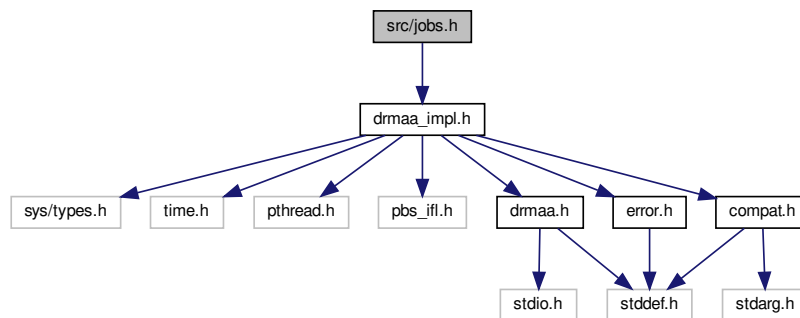 src/jobs.h
drmaa_impl.h
sys/types.h
time.h
pthread.h
pbs_ifl.h
drmaa.h
error.h
compat.h
stdio.h
stddef.h
stdarg.h